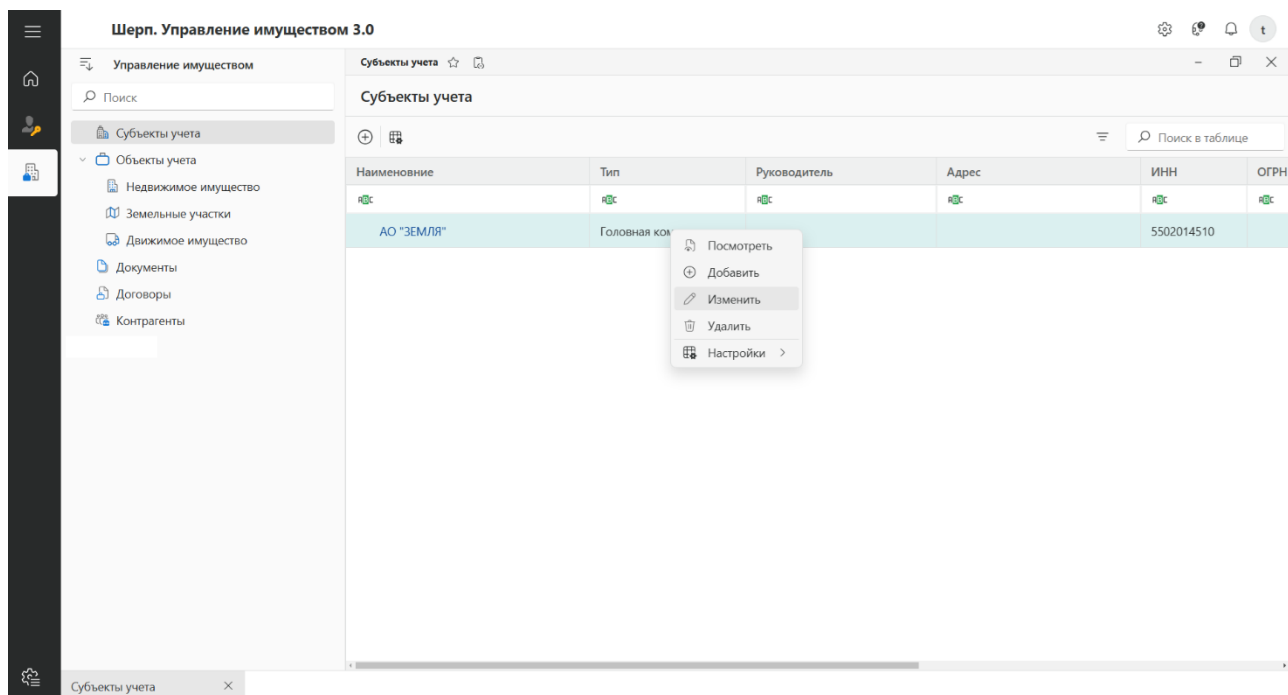 Шерп. Управление имуществом 3.0
t
Управление имуществом
Субъекты учета
Поиск
Субъекты учета
Субъекты учета
Поиск в таблице
Объекты учета
Недвижимое имущество
Земельные участки
Движимое имущество
Документы
Договоры
Контрагенты
Наименовние Тип Руководитель Адрес ИНН ОГРН
АО "ЗЕМЛЯ" Головная ком 5502014510
Посмотреть
Добавить
Изменить
Удалить
Настройки
Субъекты учета